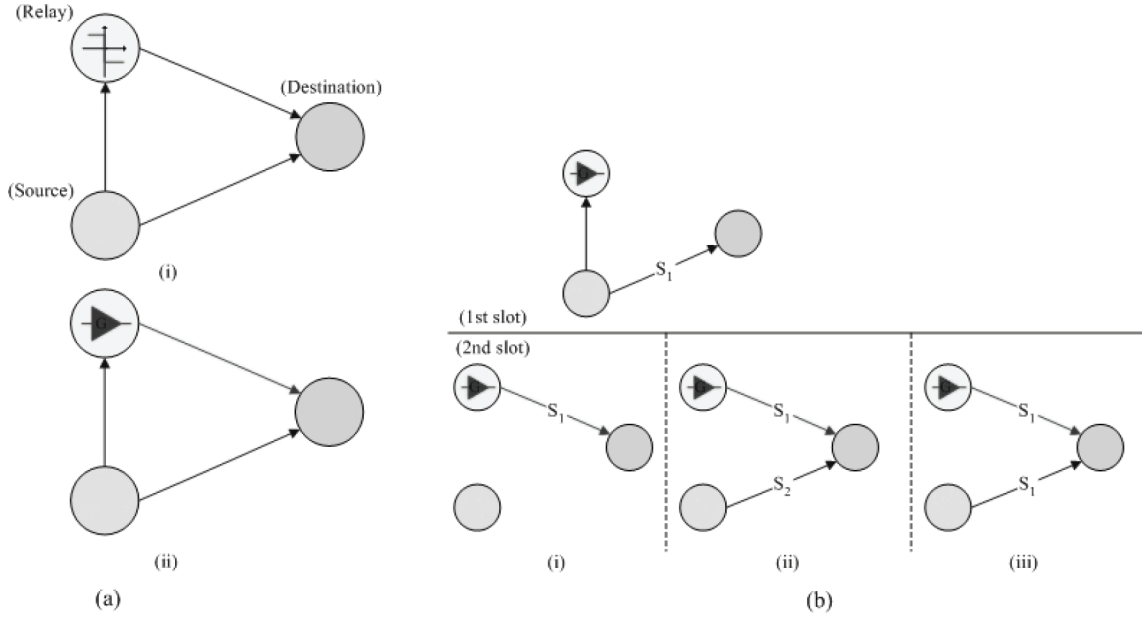 (Relay)
(Destination)
(Source)
(i)
G
(ii)
(a)
G
S1
(1st slot)
(2nd slot)
G
S1
(i)
G
S1
S2
(ii)
G
S1
S1
(iii)
(b)